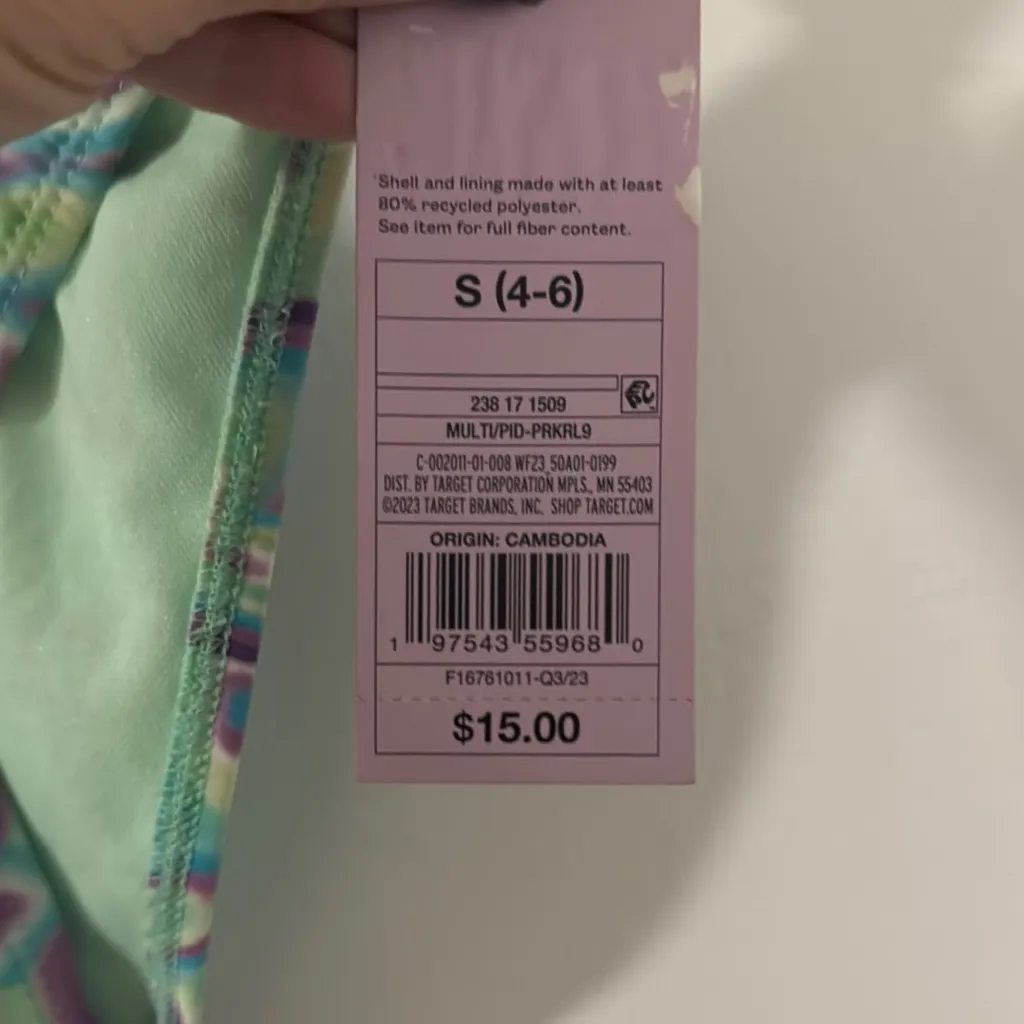 Shell and lining made with at least
80% recycled polyester.
See item for full fiber content.
S (4-6)
238 17 1509
MULTI/PID-PRKRL9
C-002011-01-008 WF23_50A01-0199
DIST. BY TARGET CORPORATION MPLS., MN 55403
©2023 TARGET BRANDS, INC. SHOP TARGET.COM
ORIGIN: CAMBODIA
1 97543 55968 0
F16761011-Q3/23
$15.00